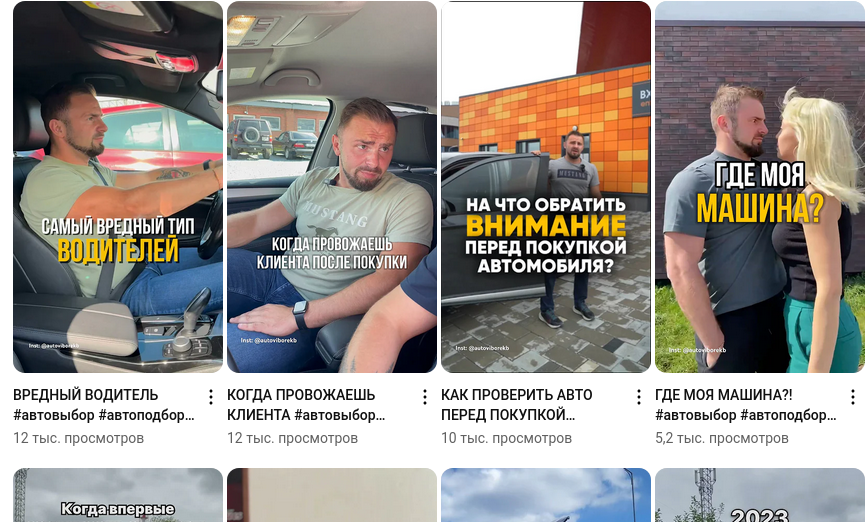 САМЫЙ ВРЕДНЫЙ ТИП
ВОДИТЕЛЕЙ
Inst: @autoviborekb
MUSTANG
КОГДА ПРОВОЖАЕШЬ
КЛИЕНТА ПОСЛЕ ПОКУПКИ
Inst: @autoviborekb
ВХ
НА ЧТО ОБРАТИТЬ
ВНИМАНИЕ
ПЕРЕД ПОКУПКОЙ
АВТОМОБИЛЯ?
Inst: @autoviborekb
ГДЕ МОЯ
МАШИНА?
Inst: @autoviborekb
ВРЕДНЫЙ ВОДИТЕЛЬ
#автовыбор #автоподбор…
12 тыс. просмотров
КОГДА ПРОВОЖАЕШЬ
КЛИЕНТА #автовыбор…
12 тыс. просмотров
КАК ПРОВЕРИТЬ АВТО
ПЕРЕД ПОКУПКОЙ…
10 тыс. просмотров
ГДЕ МОЯ МАШИНА?!
#автовыбор #автоподбор…
5,2 тыс. просмотров
Когда впервые
2023